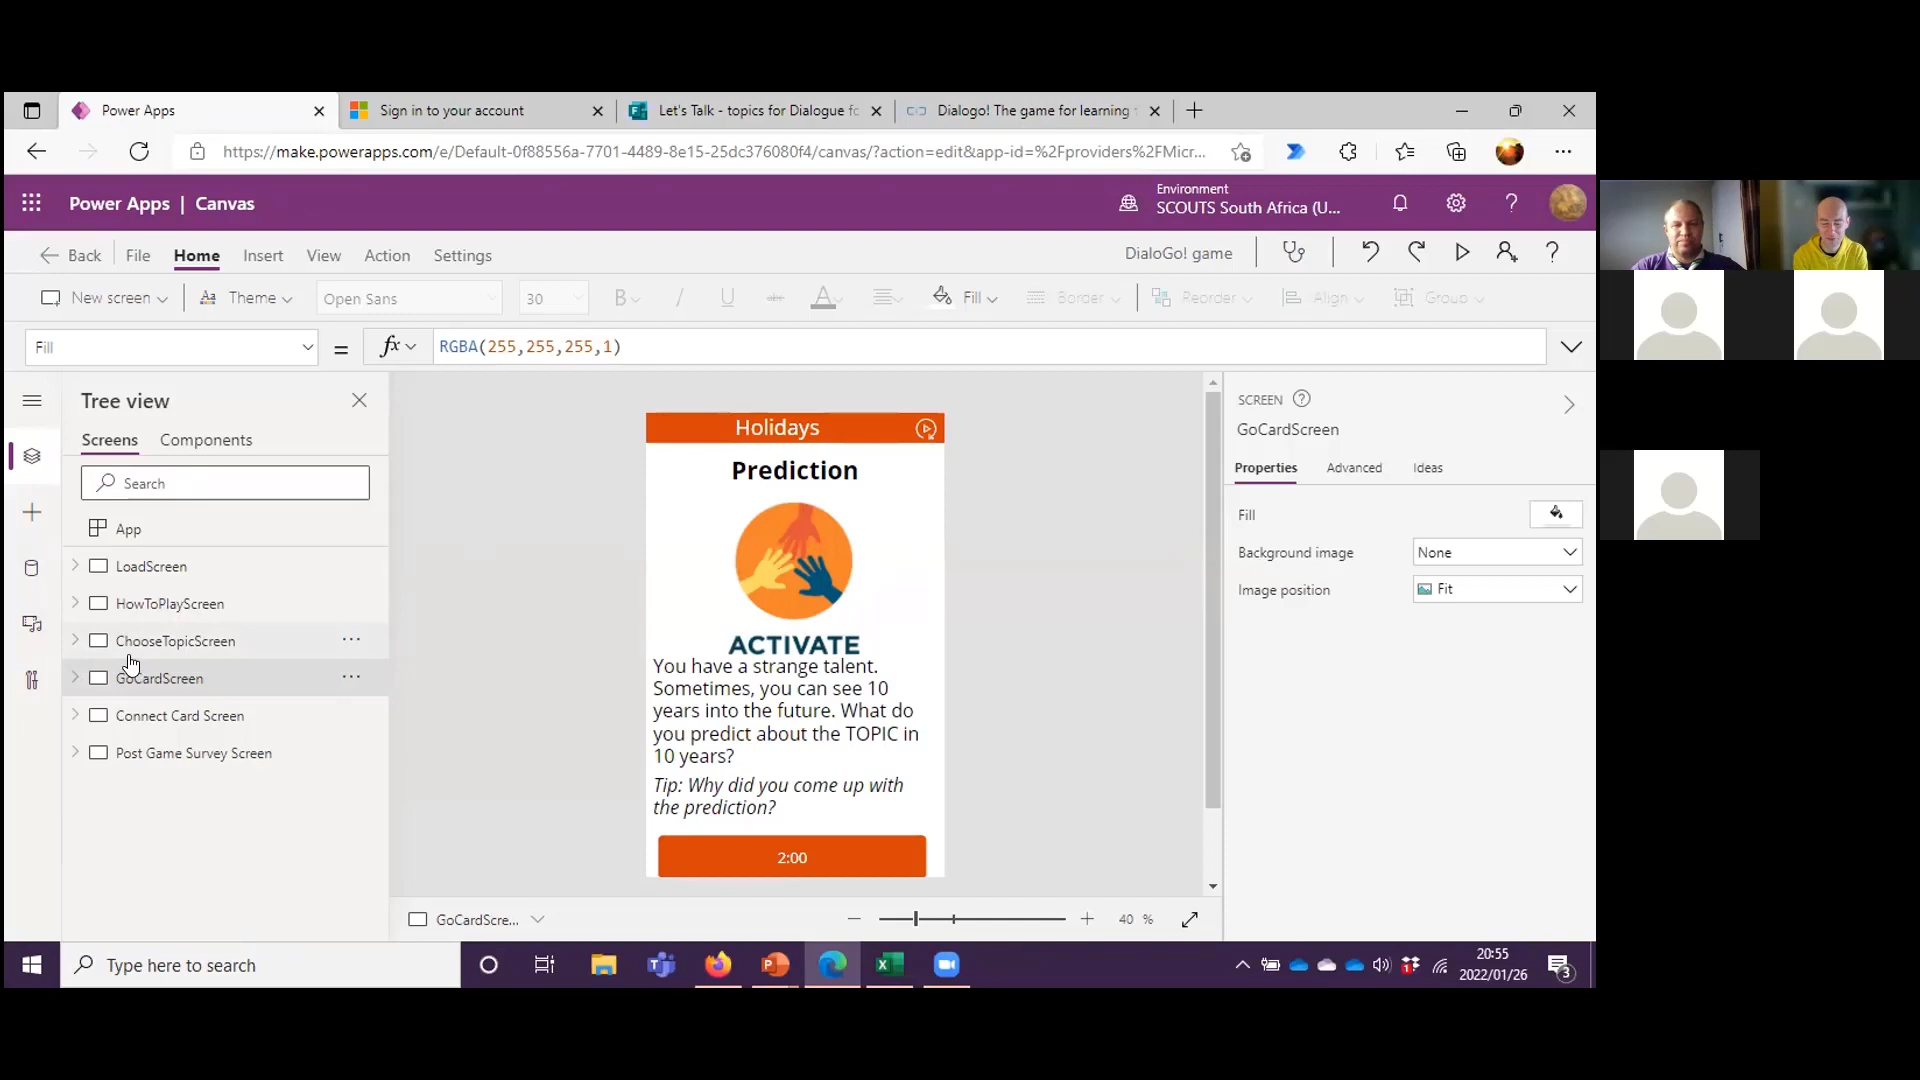 Power Apps
Sign in to your account
Let's Talk - topics for Dialogue fo
Dialogo! The game for learning
https://make.powerapps.com/e/Default-0f88556a-7701-4489-8e15-25dc376080f4/canvas/?action=edit&app-id=%2Fproviders%2FMicr...
Power Apps | Canvas
Environment
SCOUTS South Africa (U...
Back
File
Home
Insert
View
Action
Settings
DialoGo! game
New screen
Theme
Open Sans
30
B
I
U
abc
A
Fill
Border
Reorder
Align
Group
Fill
=
fx
RGBA(255,255,255,1)
Tree view
Screens
Components
Search
App
LoadScreen
HowToPlayScreen
ChooseTopicScreen
GoCardScreen
Connect Card Screen
Post Game Survey Screen
Holidays
Prediction
ACTIVATE
You have a strange talent.
Sometimes, you can see 10
years into the future. What do
you predict about the TOPIC in
10 years?
Tip: Why did you come up with
the prediction?
2:00
SCREEN
GoCardScreen
Properties
Advanced
Ideas
Fill
Background image
None
Image position
Fit
GoCardScre...
40 %
Type here to search
20:55
2022/01/26
3